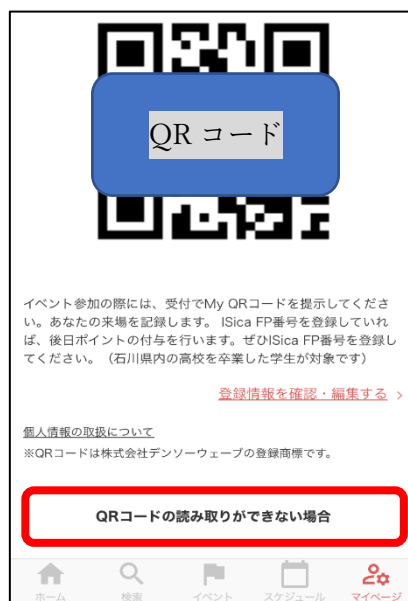 QR コード
イベント参加の際には、受付でMy QRコードを提示してくださ
い。あなたの来場を記録します。 ISica FP番号を登録していれ
ば、後日ポイントの付与を行います。ぜひISica FP番号を登録し
てください。（石川県内の高校を卒業した学生が対象です）
登録情報を確認・編集する ›
個人情報の取扱について
※QRコードは株式会社デンソーウェーブの登録商標です。
QRコードの読み取りができない場合
ホーム 検索 イベント スケジュール マイページ